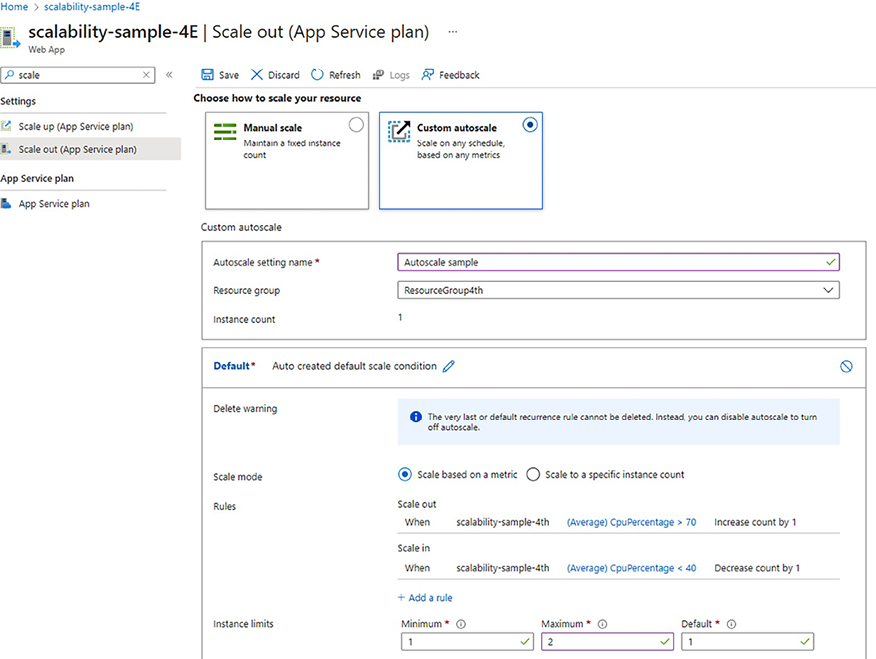 Home > scalability-sample-4E
scalability-sample-4E | Scale out (App Service plan) ...
Web App
scale
Save Discard Refresh Logs Feedback
Settings
Scale up (App Service plan)
Scale out (App Service plan)
App Service plan
App Service plan
Choose how to scale your resource
Manual scale
Maintain a fixed instance
count
Custom autoscale
Scale on any schedule,
based on any metrics
Custom autoscale
Autoscale setting name * Autoscale sample
Resource group ResourceGroup4th
Instance count 1
Default* Auto created default scale condition
Delete warning
The very last or default recurrence rule cannot be deleted. Instead, you can disable autoscale to turn
off autoscale.
Scale mode Scale based on a metric Scale to a specific instance count
Rules
Scale out
When scalability-sample-4th (Average) CpuPercentage > 70 Increase count by 1
Scale in
When scalability-sample-4th (Average) CpuPercentage < 40 Decrease count by 1
+ Add a rule
Instance limits Minimum * Maximum * Default *
1 2 1